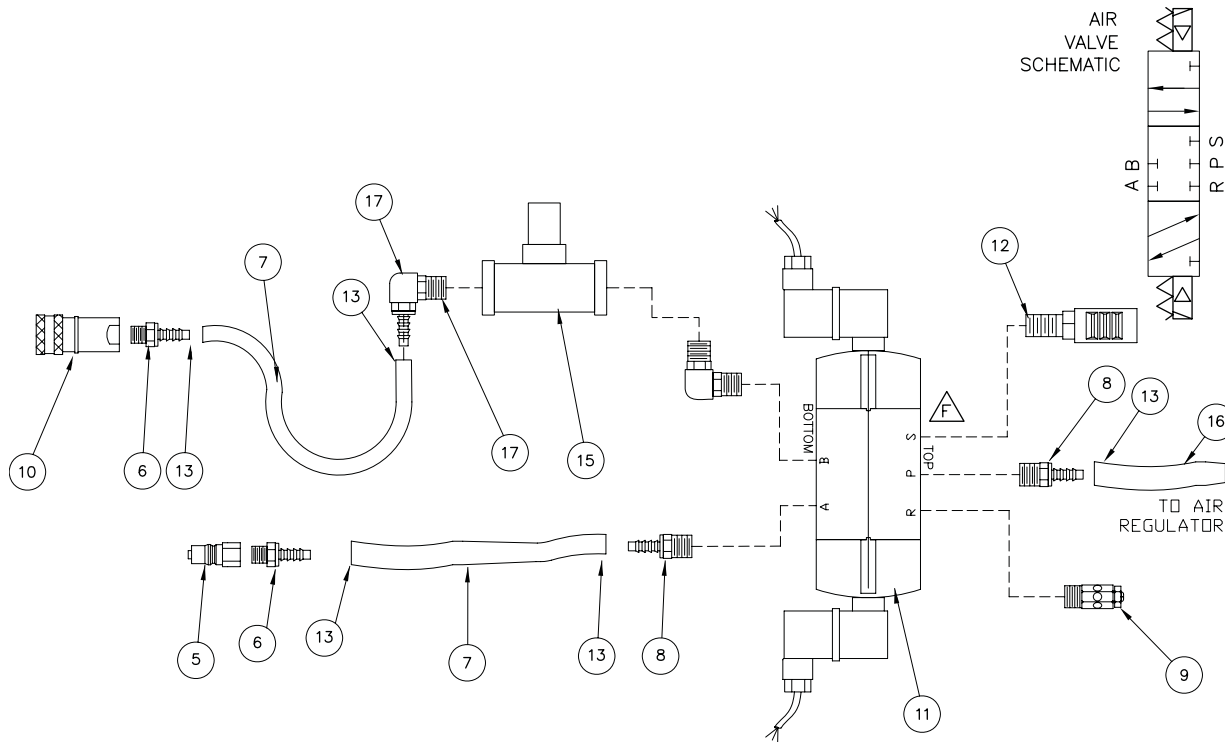 AIR
VALVE
SCHEMATIC
A B
R P S
17
12
7
13
8
13
16
10
6
13
17
15
BOTTOM
B
A
F
S
TOP
P
R
TO AIR
REGULATOR
5
6
13
7
13
8
11
9